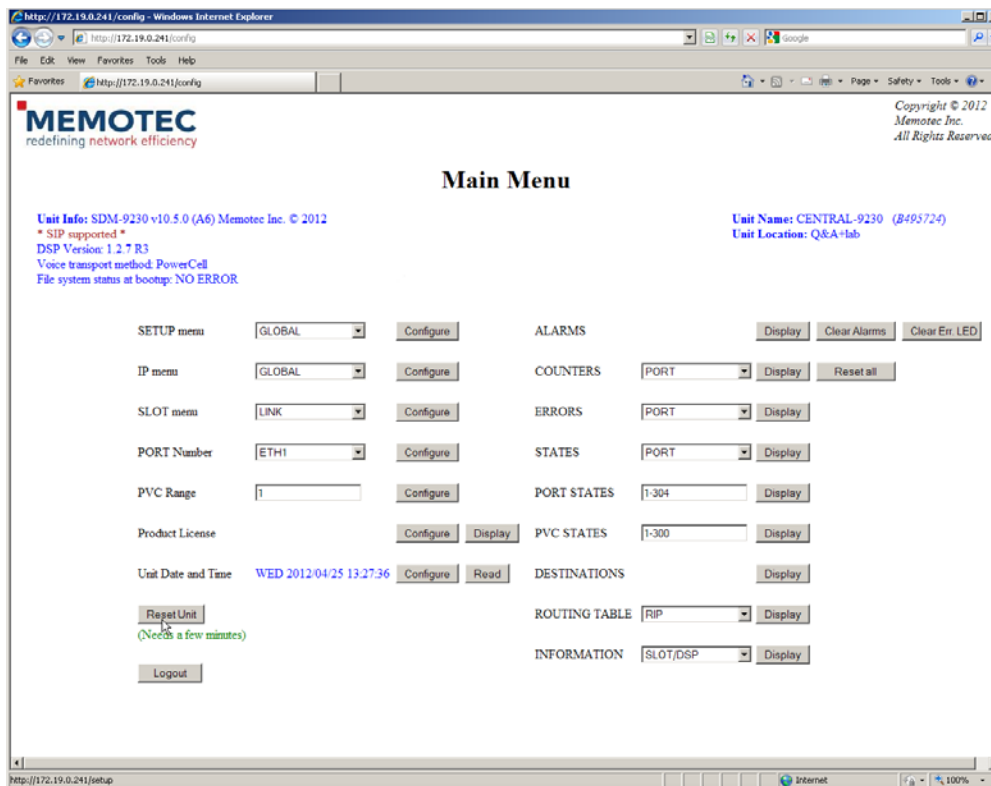 http://172.19.0.241/config - Windows Internet Explorer
http://172.19.0.241/config
Google
File Edit View Favorites Tools Help
Favorites http://172.19.0.241/config Page Safety Tools
MEMOTEC
redefining network efficiency
Copyright © 2012
Memotec Inc.
All Rights Reserved
Main Menu
Unit Info: SDM-9230 v10.5.0 (A6) Memotec Inc. © 2012
* SIP supported *
DSP Version: 1.2.7 R3
Voice transport method: PowerCell
File system status at bootup: NO ERROR
Unit Name: CENTRAL-9230 (B495724)
Unit Location: Q&A+lab
SETUP menu GLOBAL Configure ALARMS Display Clear Alarms Clear Err. LED
IP menu GLOBAL Configure COUNTERS PORT Display Reset all
SLOT menu LINK Configure ERRORS PORT Display
PORT Number ETH1 Configure STATES PORT Display
PVC Range 1 Configure PORT STATES 1-304 Display
Product License Configure Display PVC STATES 1-300 Display
Unit Date and Time WED 2012/04/25 13:27:36 Configure Read DESTINATIONS Display
Reset Unit ROUTING TABLE RIP Display
(Needs a few minutes)
INFORMATION SLOT/DSP Display
Logout
http://172.19.0.241/setup Internet 100%